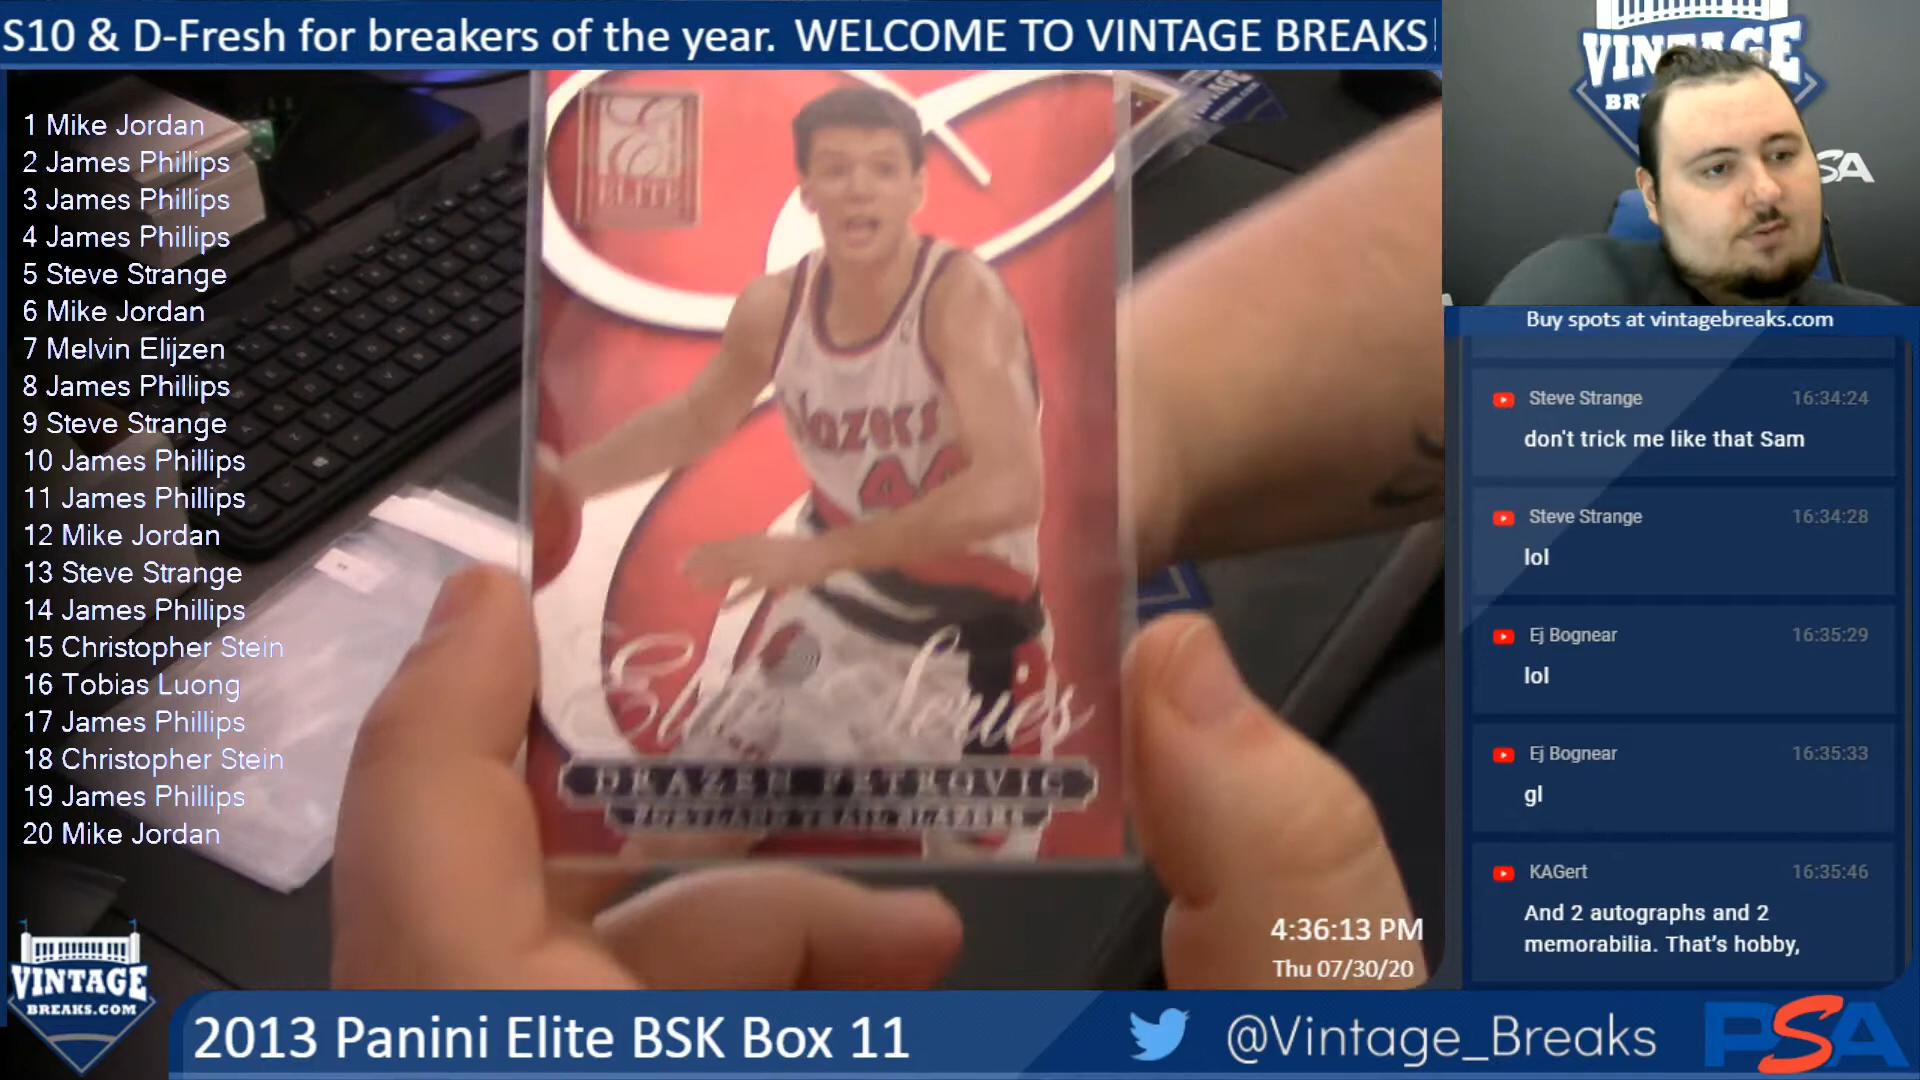 S10 & D-Fresh for breakers of the year. WELCOME TO VINTAGE BREAKS!
1 Mike Jordan
2 James Phillips
3 James Phillips
4 James Phillips
5 Steve Strange
6 Mike Jordan
7 Melvin Elijzen
8 James Phillips
9 Steve Strange
10 James Phillips
11 James Phillips
12 Mike Jordan
13 Steve Strange
14 James Phillips
15 Christopher Stein
16 Tobias Luong
17 James Phillips
18 Christopher Stein
19 James Phillips
20 Mike Jordan
E
ELITE
Blazers
44
Elite Series
DRAZEN PETROVIC
PORTLAND TRAIL BLAZERS
VINTAGE
Buy spots at vintagebreaks.com
Steve Strange 16:34:24
don't trick me like that Sam
Steve Strange 16:34:28
lol
Ej Bognear 16:35:29
lol
Ej Bognear 16:35:33
gl
KAGert 16:35:46
And 2 autographs and 2
memorabilia. That's hobby,
4:36:13 PM
Thu 07/30/20
VINTAGE
BREAKS.COM
2013 Panini Elite BSK Box 11
@Vintage_Breaks
PSA